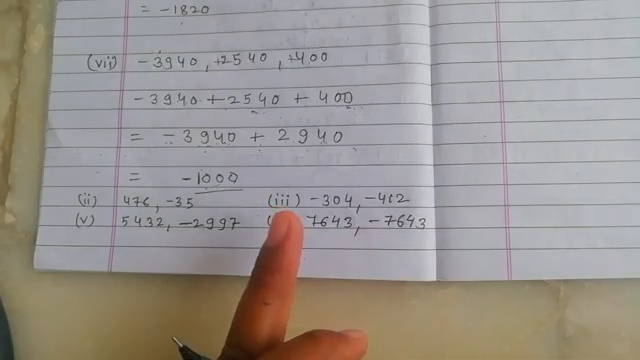 = -1820
(vii) -3940, +2540, +400
-3940 + 2540 + 400
= -3940 + 2940
= -1000
(ii) 476, -35 (iii) -304, -462
(v) 5432, -2997 7643, -7643